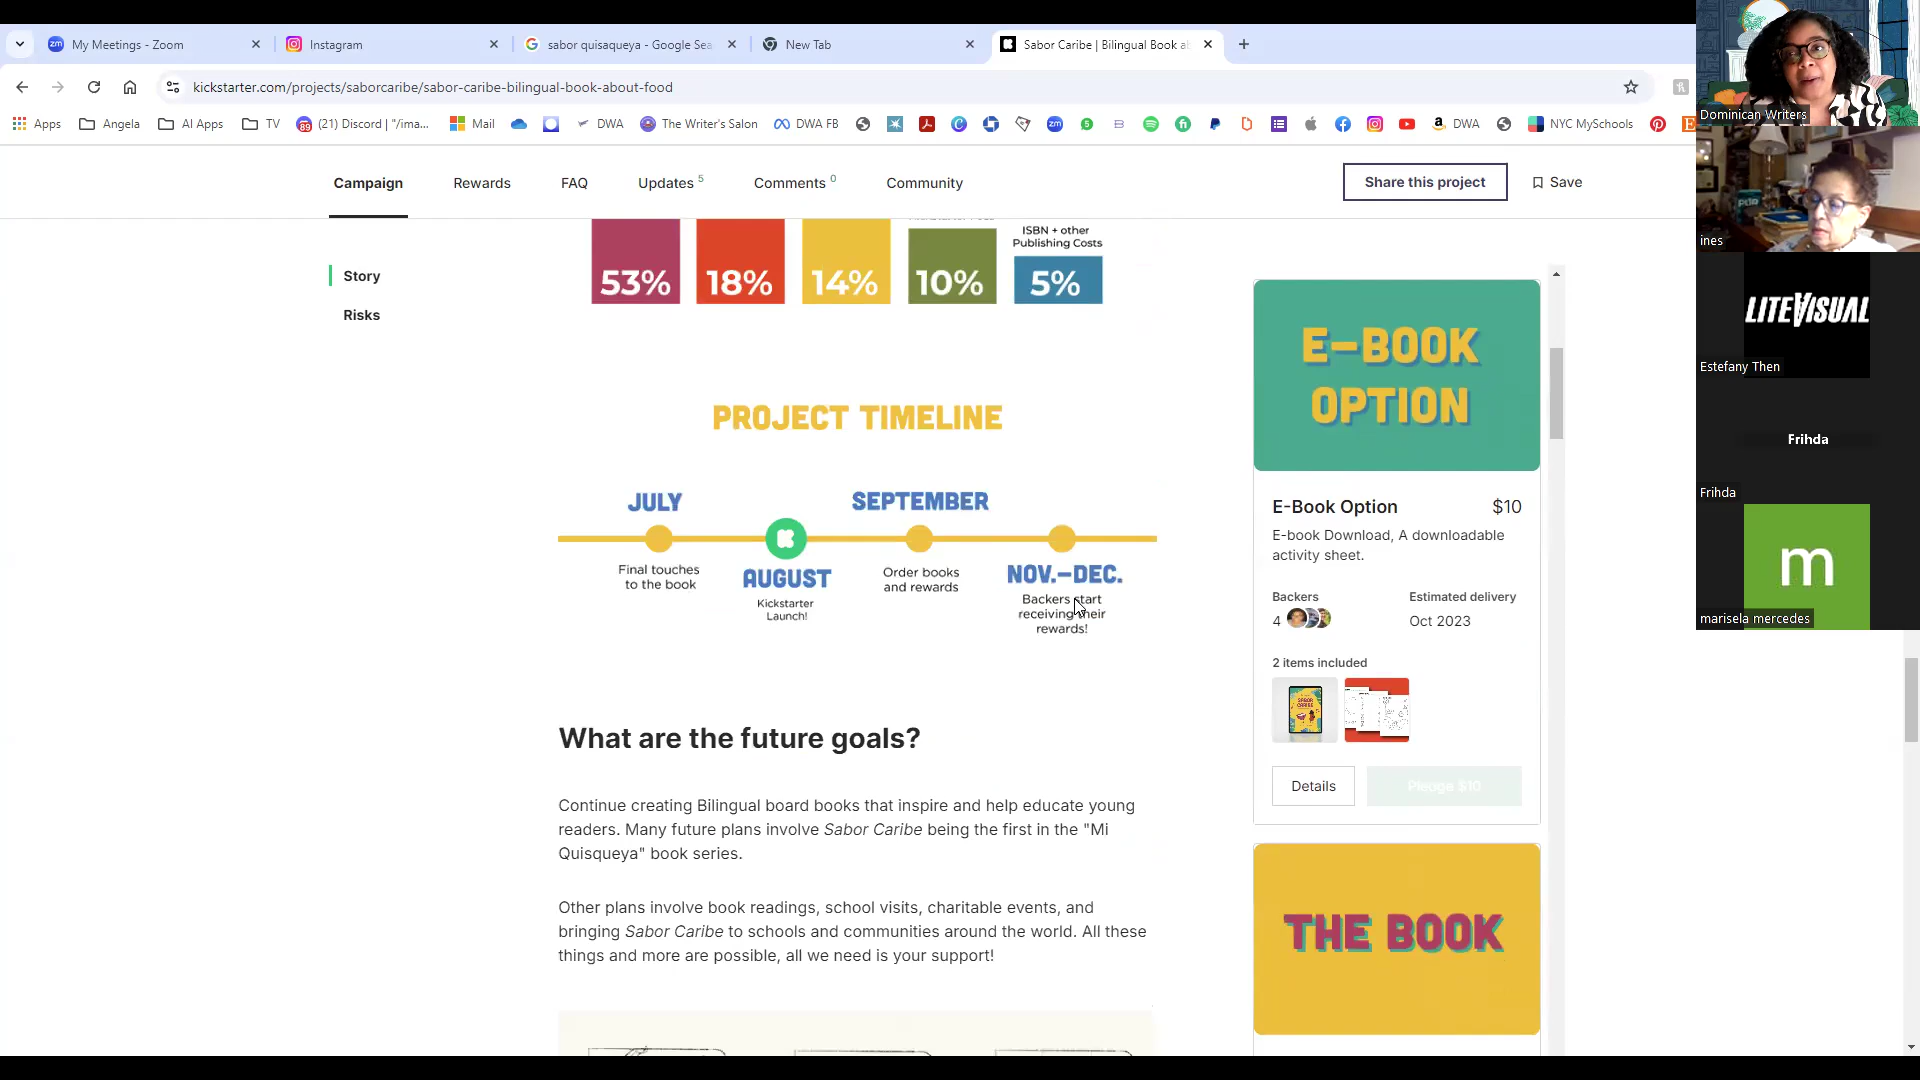 My Meetings - Zoom
Instagram
sabor quisaqueya - Google Sea
New Tab
Sabor Caribe | Bilingual Book ab
kickstarter.com/projects/saborcaribe/sabor-caribe-bilingual-book-about-food
Apps
Angela
AI Apps
TV
(21) Discord | "/ima...
Mail
DWA
The Writer's Salon
DWA FB
DWA
NYC MySchools
Campaign
Rewards
FAQ
Updates 5
Comments 0
Community
Share this project
Save
Story
Risks
ISBN + other
Publishing Costs
53%
18%
14%
10%
5%
PROJECT TIMELINE
JULY
Final touches
to the book
AUGUST
Kickstarter
Launch!
SEPTEMBER
Order books
and rewards
NOV.-DEC.
Backers start
receiving their
rewards!
What are the future goals?
Continue creating Bilingual board books that inspire and help educate young
readers. Many future plans involve Sabor Caribe being the first in the "Mi
Quisqueya" book series.
Other plans involve book readings, school visits, charitable events, and
bringing Sabor Caribe to schools and communities around the world. All these
things and more are possible, all we need is your support!
E-BOOK
OPTION
E-Book Option
$10
E-book Download, A downloadable
activity sheet.
Backers
4
Estimated delivery
Oct 2023
2 items included
SABOR
CARIBE
Details
Pledge $10
THE BOOK
Dominican Writers
ines
LITEVISUAL
Estefany Then
Frihda
Frihda
m
marisela mercedes